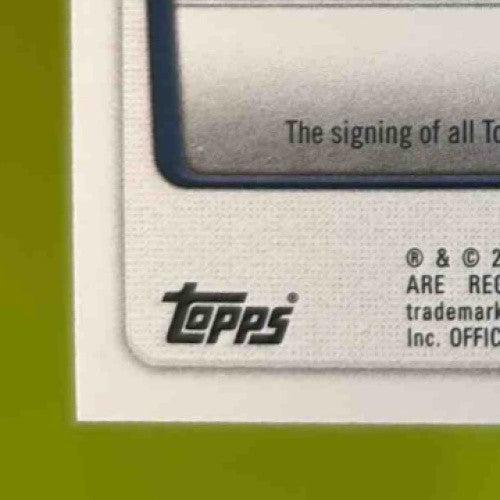 The signing of all To
® & © 2
ARE REG
trademark
Inc. OFFIC
Topps®